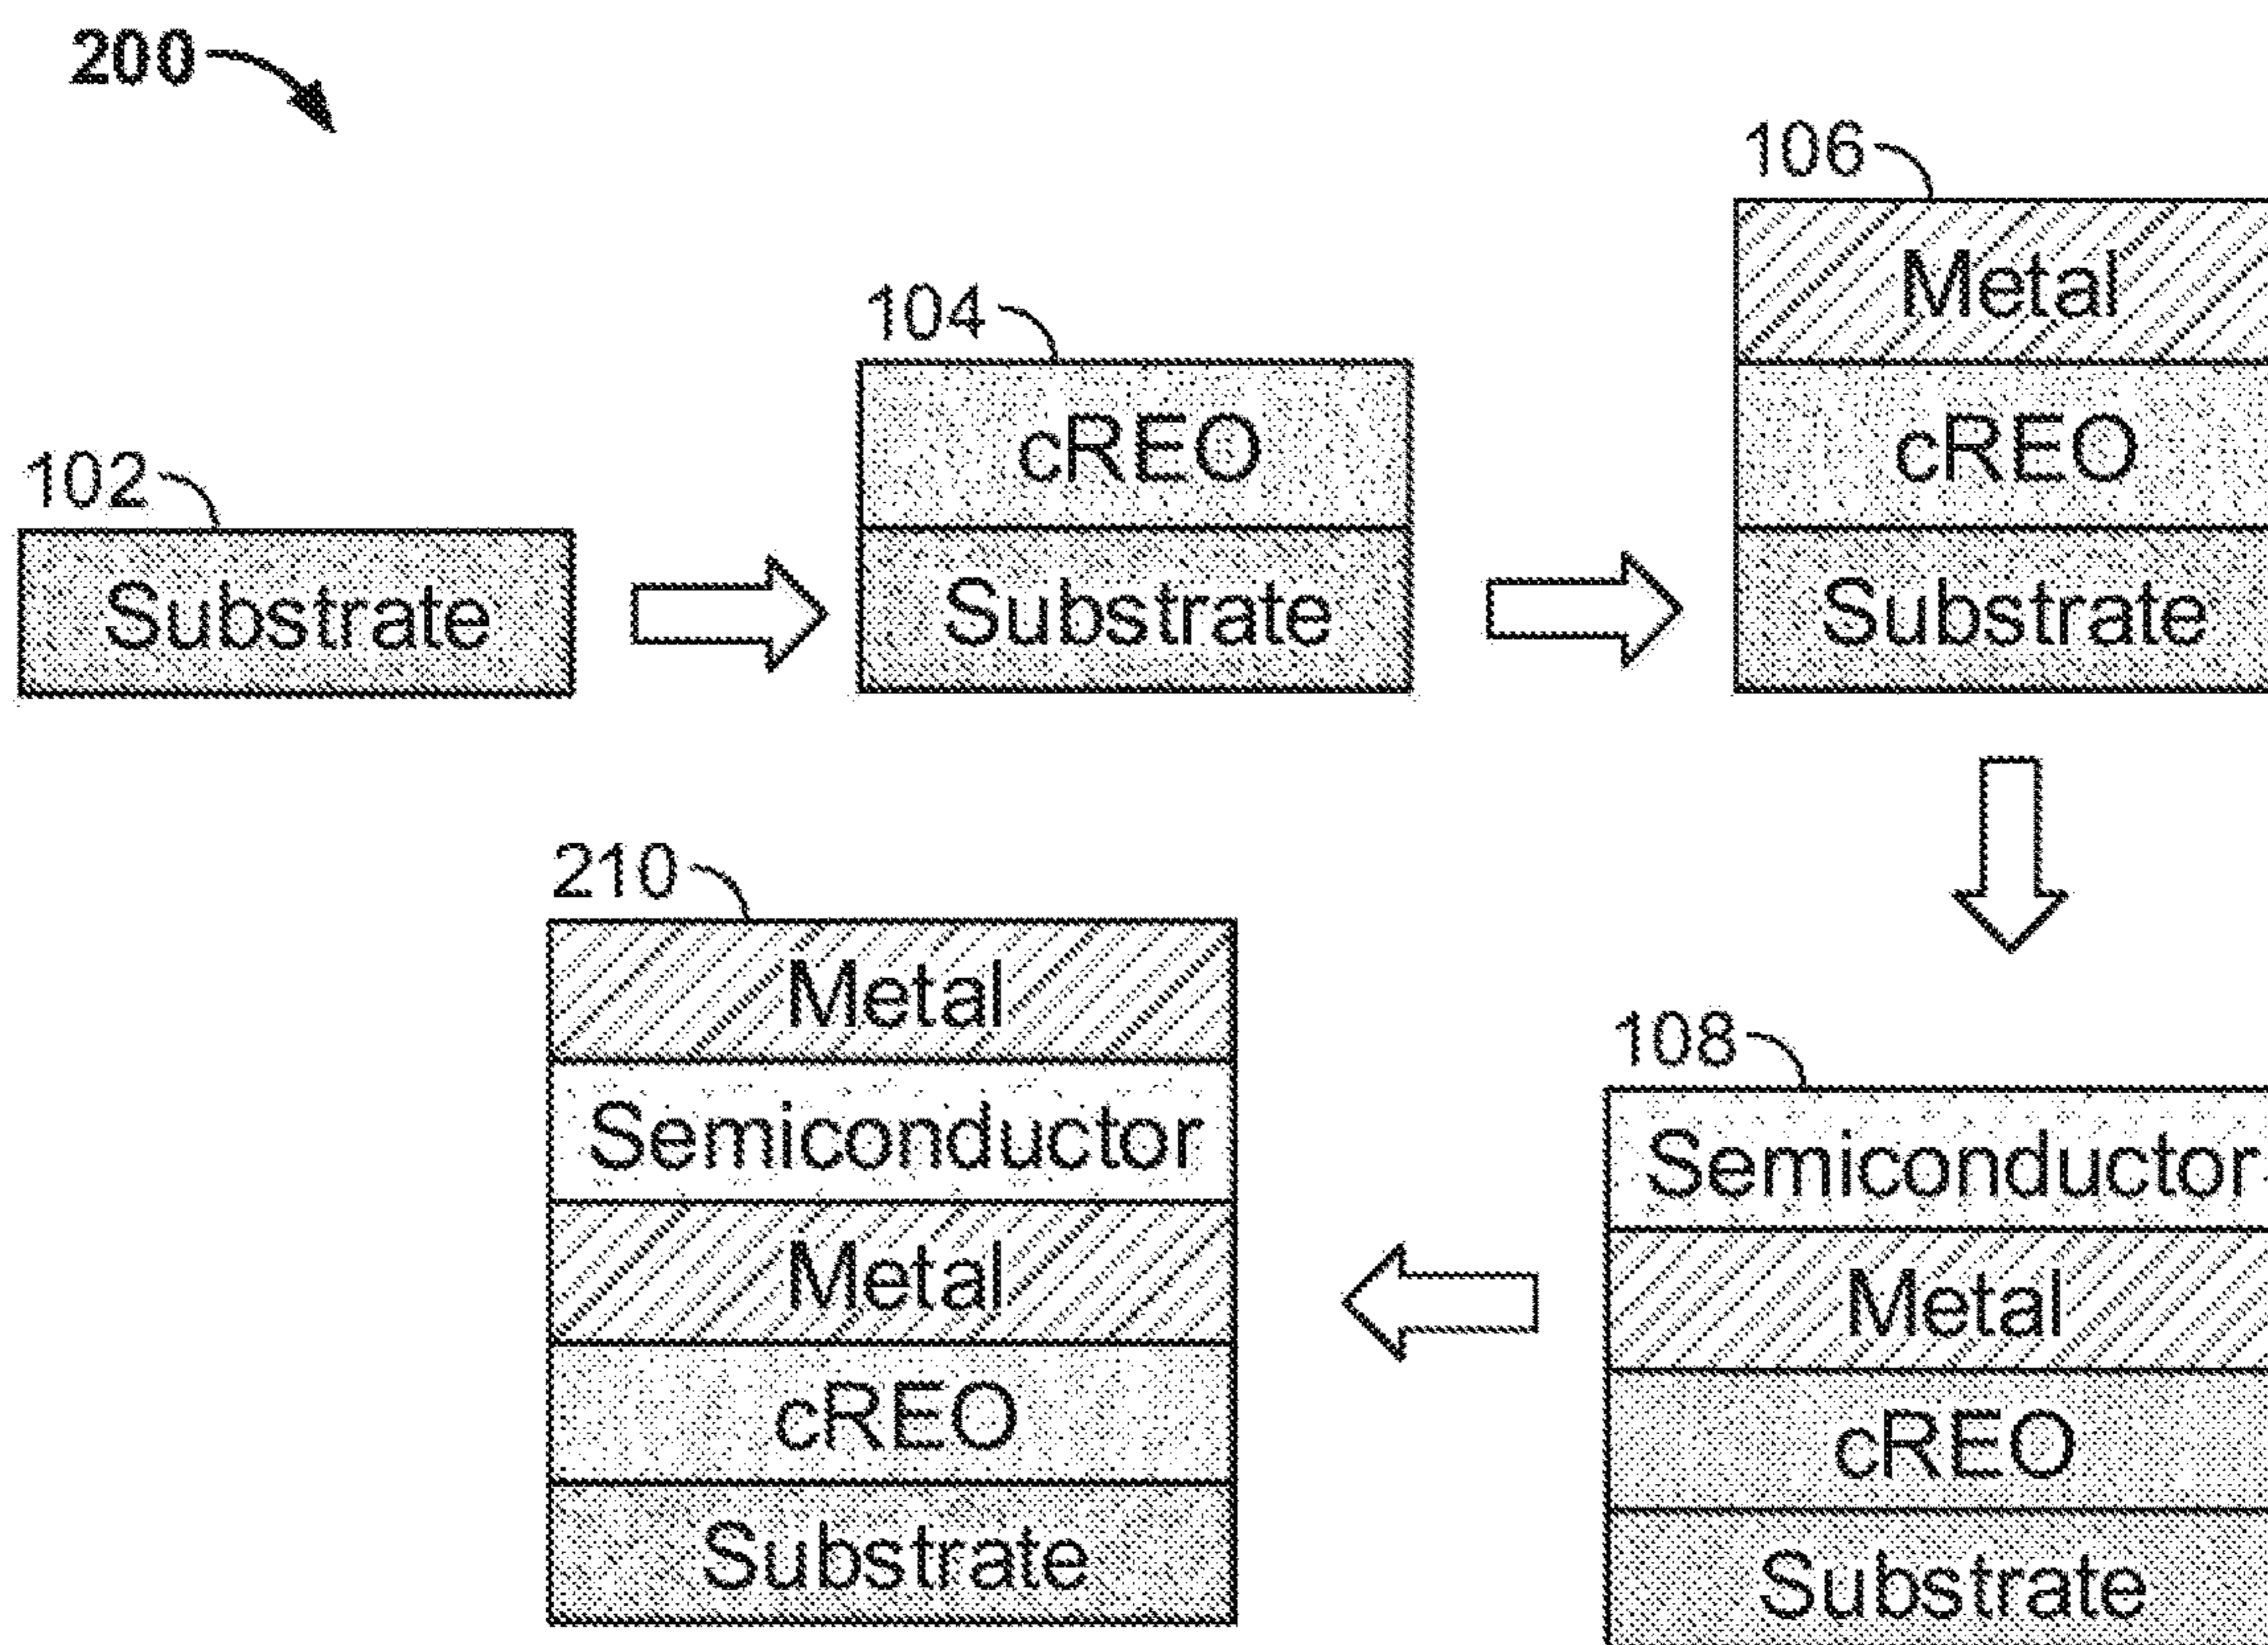 200
102
Substrate
104
cREO
Substrate
106
Metal
cREO
Substrate
108
Semiconductor
Metal
cREO
Substrate
210
Metal
Semiconductor
Metal
cREO
Substrate